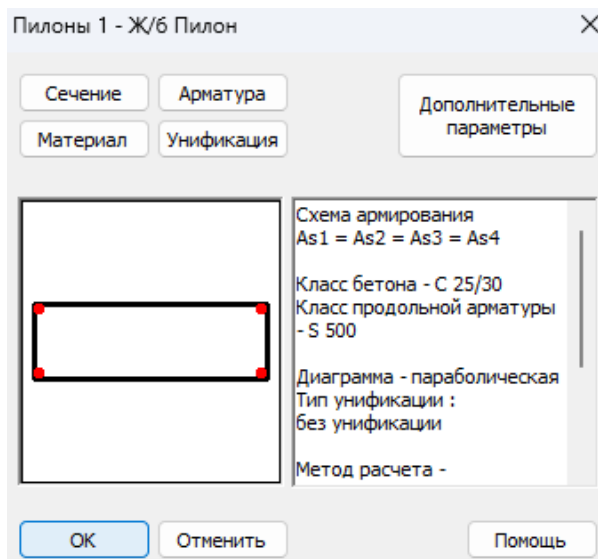 Пилоны 1 - Ж/б Пилон
Сечение
Арматура
Дополнительные
параметры
Материал
Унификация
Схема армирования
As1 = As2 = As3 = As4
Класс бетона - C 25/30
Класс продольной арматуры
- S 500
Диаграмма - параболическая
Тип унификации :
без унификации
Метод расчета -
OK
Отменить
Помощь